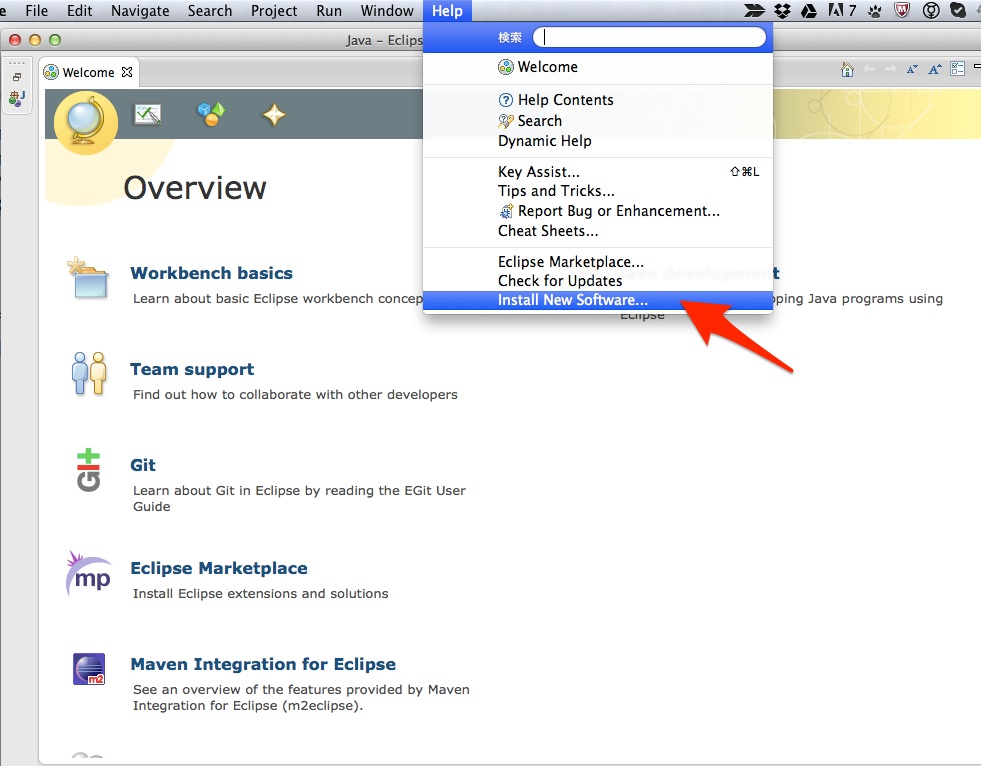 File Edit Navigate Search Project Run Window Help
7
Java – Eclips
検索
Welcome
Welcome
Help Contents
Search
Dynamic Help
Key Assist... ⇧⌘L
Tips and Tricks...
Report Bug or Enhancement...
Cheat Sheets...
Eclipse Marketplace...
Check for Updates
Install New Software...
Overview
Workbench basics
Learn about basic Eclipse workbench concep
Java development
ping Java programs using
Eclipse
Team support
Find out how to collaborate with other developers
Git
Git
Learn about Git in Eclipse by reading the EGit User
Guide
mp
Eclipse Marketplace
Install Eclipse extensions and solutions
m2
Maven Integration for Eclipse
See an overview of the features provided by Maven
Integration for Eclipse (m2eclipse).